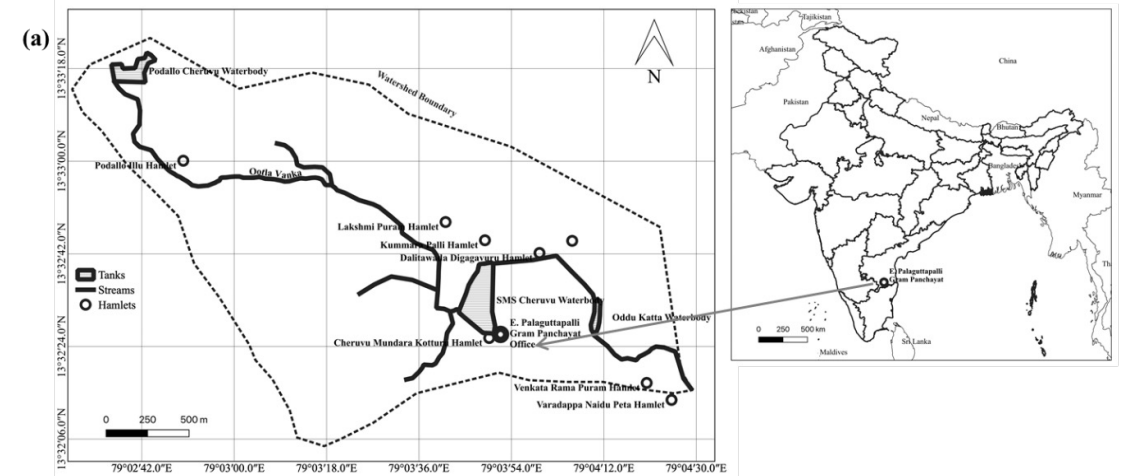 (a)
N
Podallo Cheruvu Waterbody
Watershed Boundary
Podallo Illu Hamlet
Ootla Vanka
Lakshmi Puram Hamlet
Kummara Palli Hamlet
Dalitawada Digagavuru Hamlet
Tanks
Streams
Hamlets
SMS Cheruvu Waterbody
E. Palaguttapalli
Gram Panchayat
Office
Oddu Katta Waterbody
Cheruvu Mundara Kotturu Hamlet
Venkata Rama Puram Hamlet
Varadappa Naidu Peta Hamlet
0 250 500 m
13°33'18.0"N
13°33'00.0"N
13°32'42.0"N
13°32'24.0"N
13°32'06.0"N
79°02'42.0"E 79°03'00.0"E 79°03'18.0"E 79°03'36.0"E 79°03'54.0"E 79°04'12.0"E 79°04'30.0"E
Tajikistan
Afghanistan
China
Pakistan
Nepal
Bhutan
Bangladesh
Myanmar
E. Palaguttapalli
Gram Panchayat
0 250 500 km
Sri Lanka
Maldives